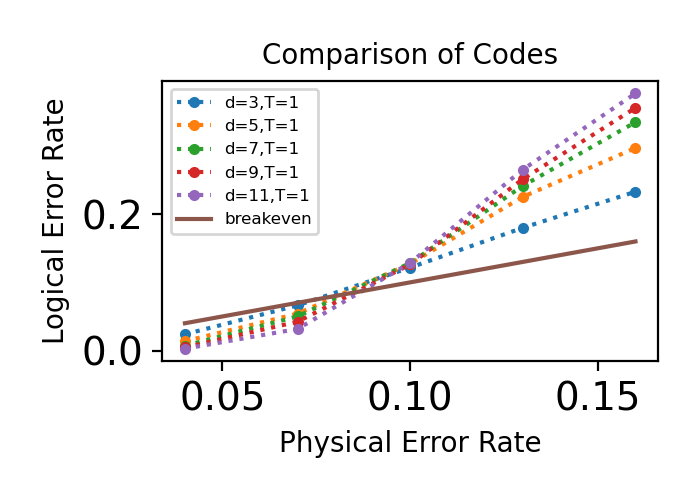 Comparison of Codes
d=3,T=1
d=5,T=1
d=7,T=1
d=9,T=1
d=11,T=1
breakeven
Logical Error Rate
0.2
0.0
0.05 0.10 0.15
Physical Error Rate